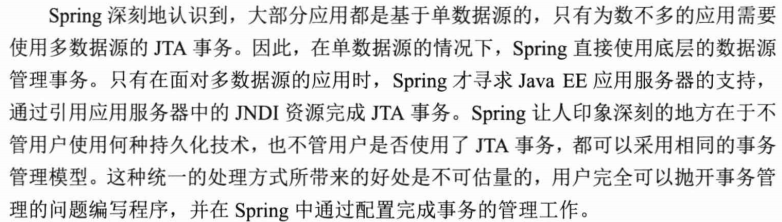 Spring 深刻地认识到，大部分应用都是基于单数据源的，只有为数不多的应用需要
使用多数据源的 JTA 事务。因此，在单数据源的情况下，Spring 直接使用底层的数据源
管理事务。只有在面对多数据源的应用时，Spring 才寻求 Java EE 应用服务器的支持，
通过引用应用服务器中的 JNDI 资源完成 JTA 事务。Spring 让人印象深刻的地方在于不
管用户使用何种持久化技术，也不管用户是否使用了 JTA 事务，都可以采用相同的事务
管理模型。这种统一的处理方式所带来的好处是不可估量的，用户完全可以抛开事务管
理的问题编写程序，并在 Spring 中通过配置完成事务的管理工作。